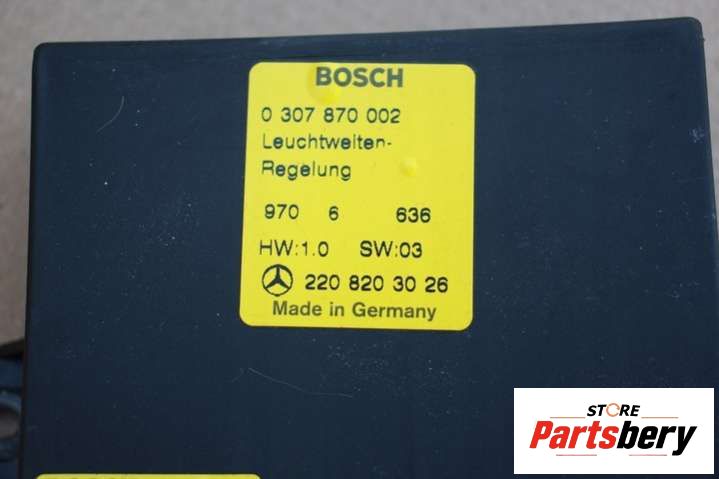 BOSCH
0 307 870 002
Leuchtweiten-
Regelung
970 6 636
HW:1.0 SW:03
220 820 30 26
Made in Germany
STORE
Partsbery